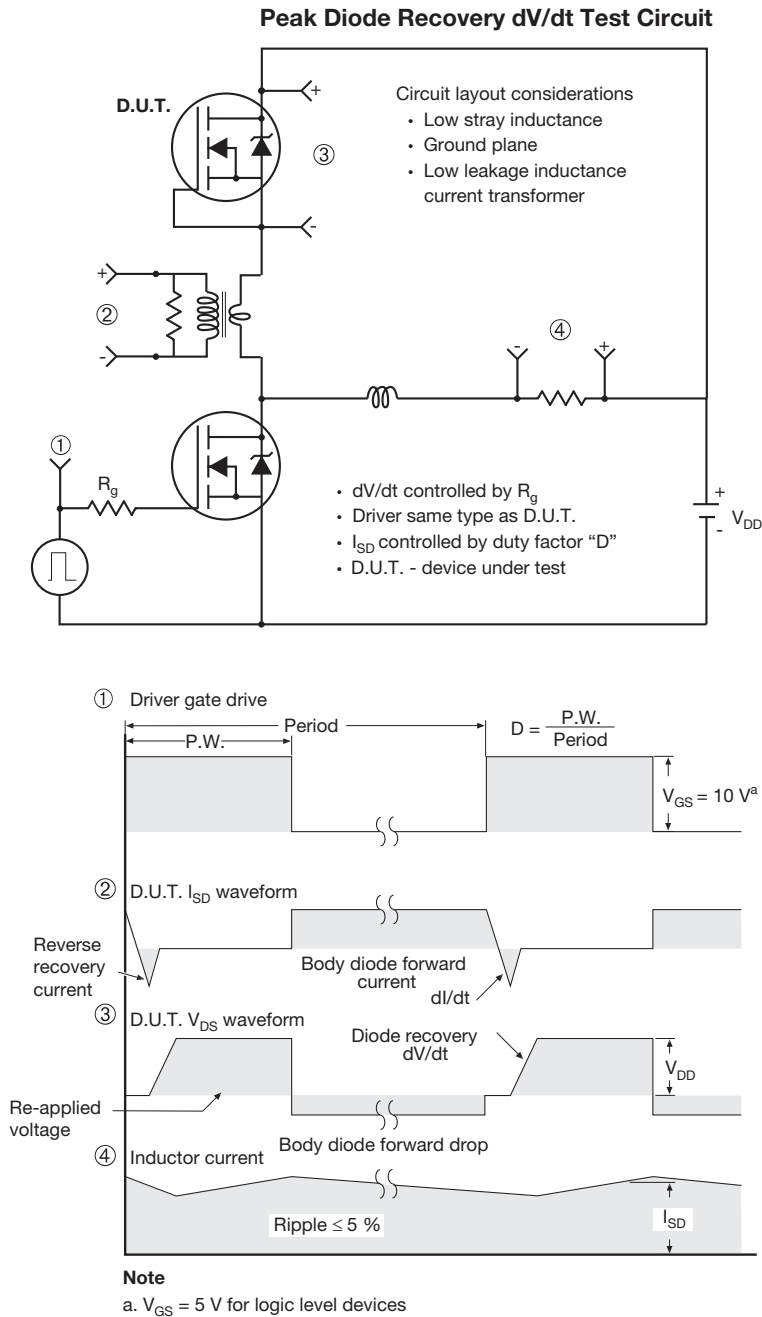 Peak Diode Recovery dV/dt Test Circuit
D.U.T.
+
-
③
Circuit layout considerations
• Low stray inductance
• Ground plane
• Low leakage inductance
current transformer
+
②
-
④
-
+
①
Rg
• dV/dt controlled by Rg
• Driver same type as D.U.T.
• ISD controlled by duty factor “D”
• D.U.T. - device under test
+
-
VDD
① Driver gate drive
Period
P.W.
D = P.W.
Period
VGS = 10 Va
② D.U.T. ISD waveform
Reverse
recovery
current
Body diode forward
current
dI/dt
③ D.U.T. VDS waveform
Diode recovery
dV/dt
VDD
Re-applied
voltage
Body diode forward drop
④ Inductor current
Ripple ≤ 5 %
ISD
Note
a. VGS = 5 V for logic level devices